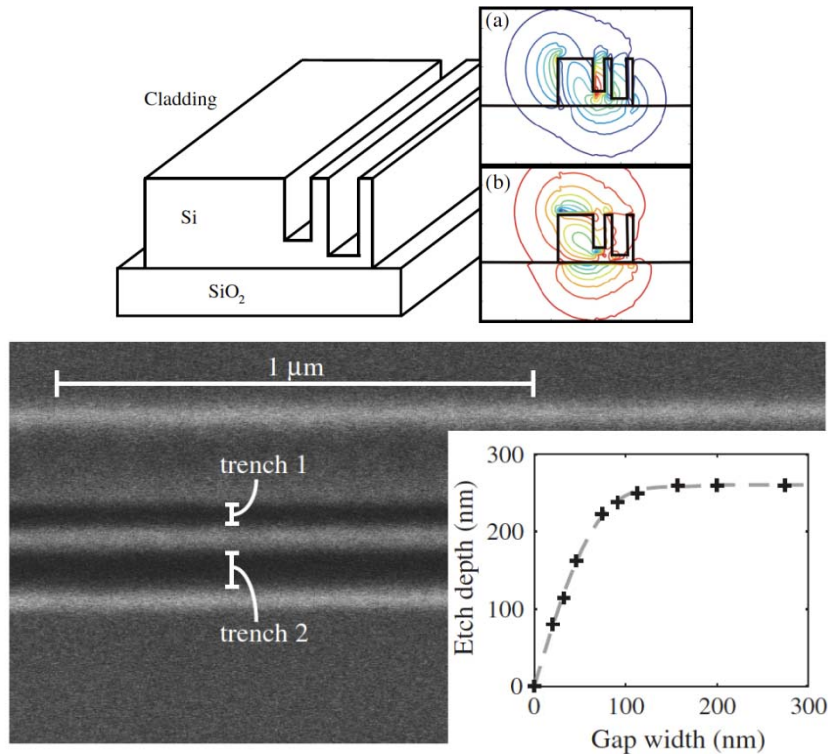 (a)
Cladding
Si
SiO2
(b)
1 μm
trench 1
trench 2
Etch depth (nm)
300
200
100
0
0 100 200 300
Gap width (nm)